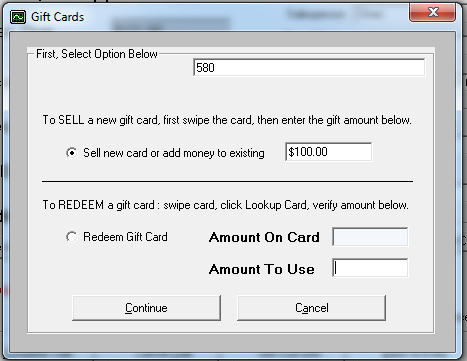 Gift Cards
First, Select Option Below
580
To SELL a new gift card, first swipe the card, then enter the gift amount below.
Sell new card or add money to existing $100.00
To REDEEM a gift card : swipe card, click Lookup Card, verify amount below.
Redeem Gift Card Amount On Card
Amount To Use
Continue Cancel